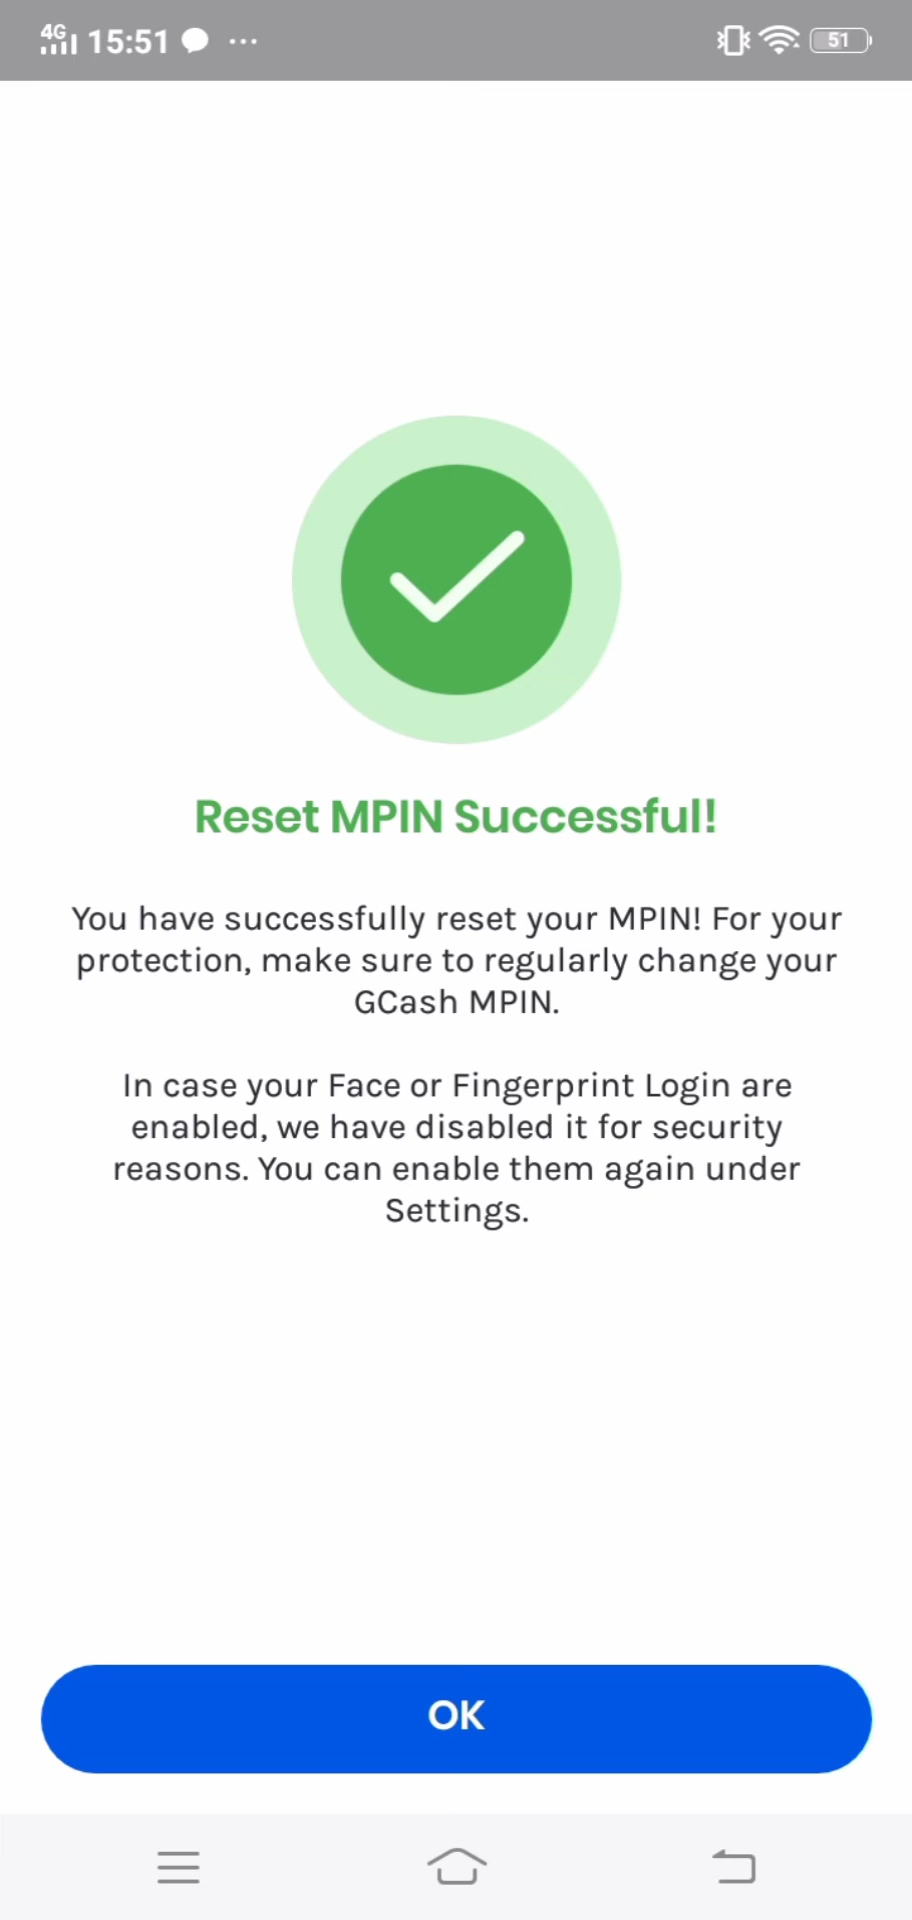 4G 15:51 ... 51
Reset MPIN Successful!
You have successfully reset your MPIN! For your
protection, make sure to regularly change your
GCash MPIN.
In case your Face or Fingerprint Login are
enabled, we have disabled it for security
reasons. You can enable them again under
Settings.
OK